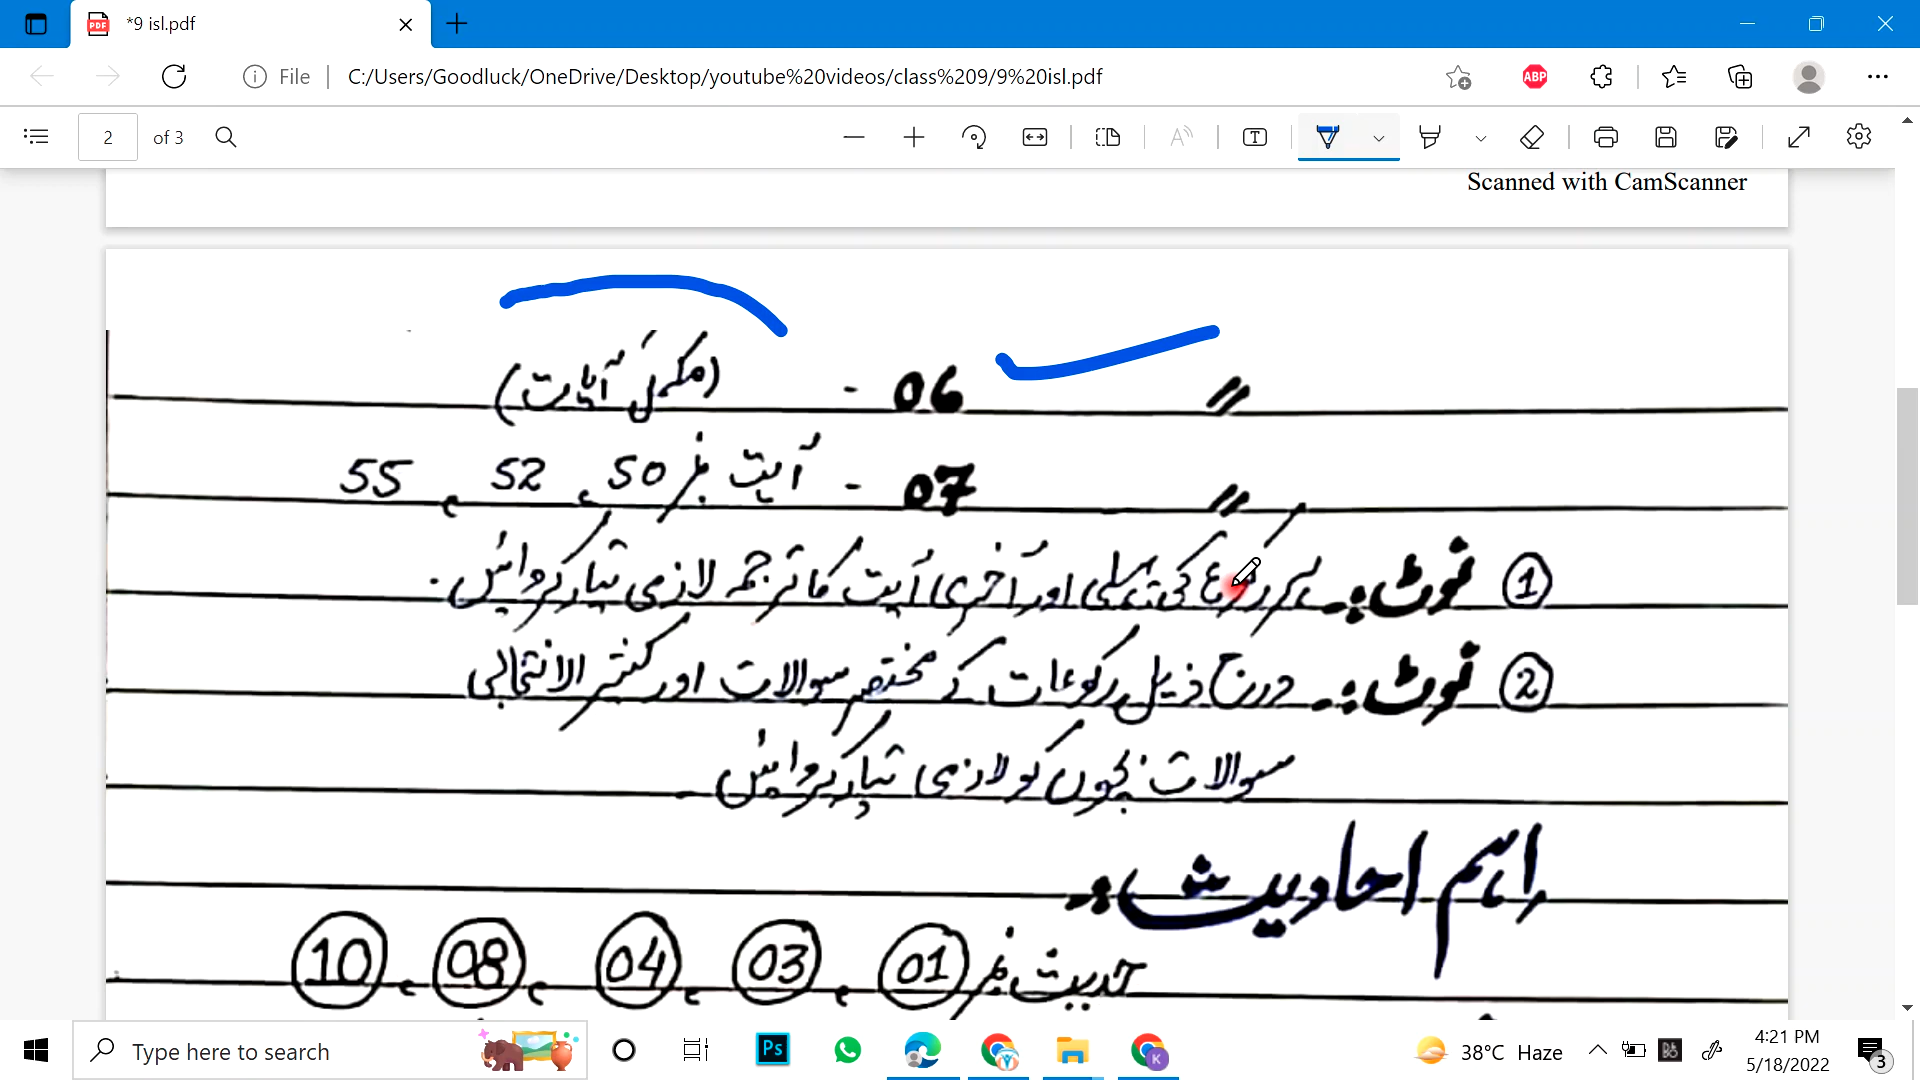 *9 isl.pdf
File
C:/Users/Goodluck/OneDrive/Desktop/youtube%20videos/class%209/9%20isl.pdf
ABP
2 of 3
Scanned with CamScanner
〃 06 - (مکمل آیات)
〃 07 - آیت نمبر 50، 52، 55
① نوٹ:۔ ہر رکوع کی پہلی اور آخری آیت کا ترجمہ لازمی تیار کروائیں۔
② نوٹ:۔ درج ذیل رکوعات کے مختصر سوالات اور کثیر الانتخابی
سوالات بچوں کو لازمی تیار کروائیں۔
اہم احادیث:۔
حدیث نمبر 01، 03، 04، 08، 10
Type here to search
Ps
K
38°C Haze
4:21 PM
5/18/2022
3